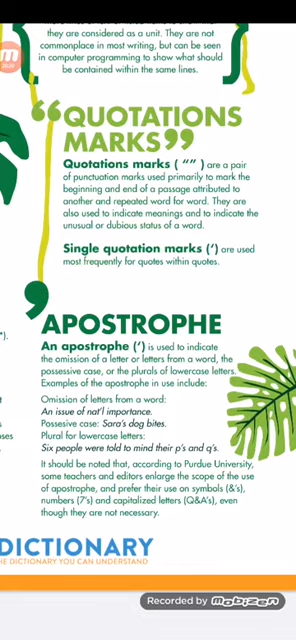 they are considered as a unit. They are not
commonplace in most writing, but can be seen
in computer programming to show what should
be contained within the same lines.
“QUOTATIONS
MARKS”
Quotations marks ( “” ) are a pair
of punctuation marks used primarily to mark the
beginning and end of a passage attributed to
another and repeated word for word. They are
also used to indicate meanings and to indicate the
unusual or dubious status of a word.
Single quotation marks (‘) are used
most frequently for quotes within quotes.
’
APOSTROPHE
An apostrophe (‘) is used to indicate
the omission of a letter or letters from a word, the
possessive case, or the plurals of lowercase letters.
Examples of the apostrophe in use include:
Omission of letters from a word:
An issue of nat’l importance.
Possesive case: Sara’s dog bites.
Plural for lowercase letters:
Six people were told to mind their p’s and q’s.
It should be noted that, according to Purdue University,
some teachers and editors enlarge the scope of the use
of apostrophe, and prefer their use on symbols (&’s),
numbers (7’s) and capitalized letters (Q&A’s), even
though they are not necessary.
DICTIONARY
THE DICTIONARY YOU CAN UNDERSTAND
Recorded by Mobizen